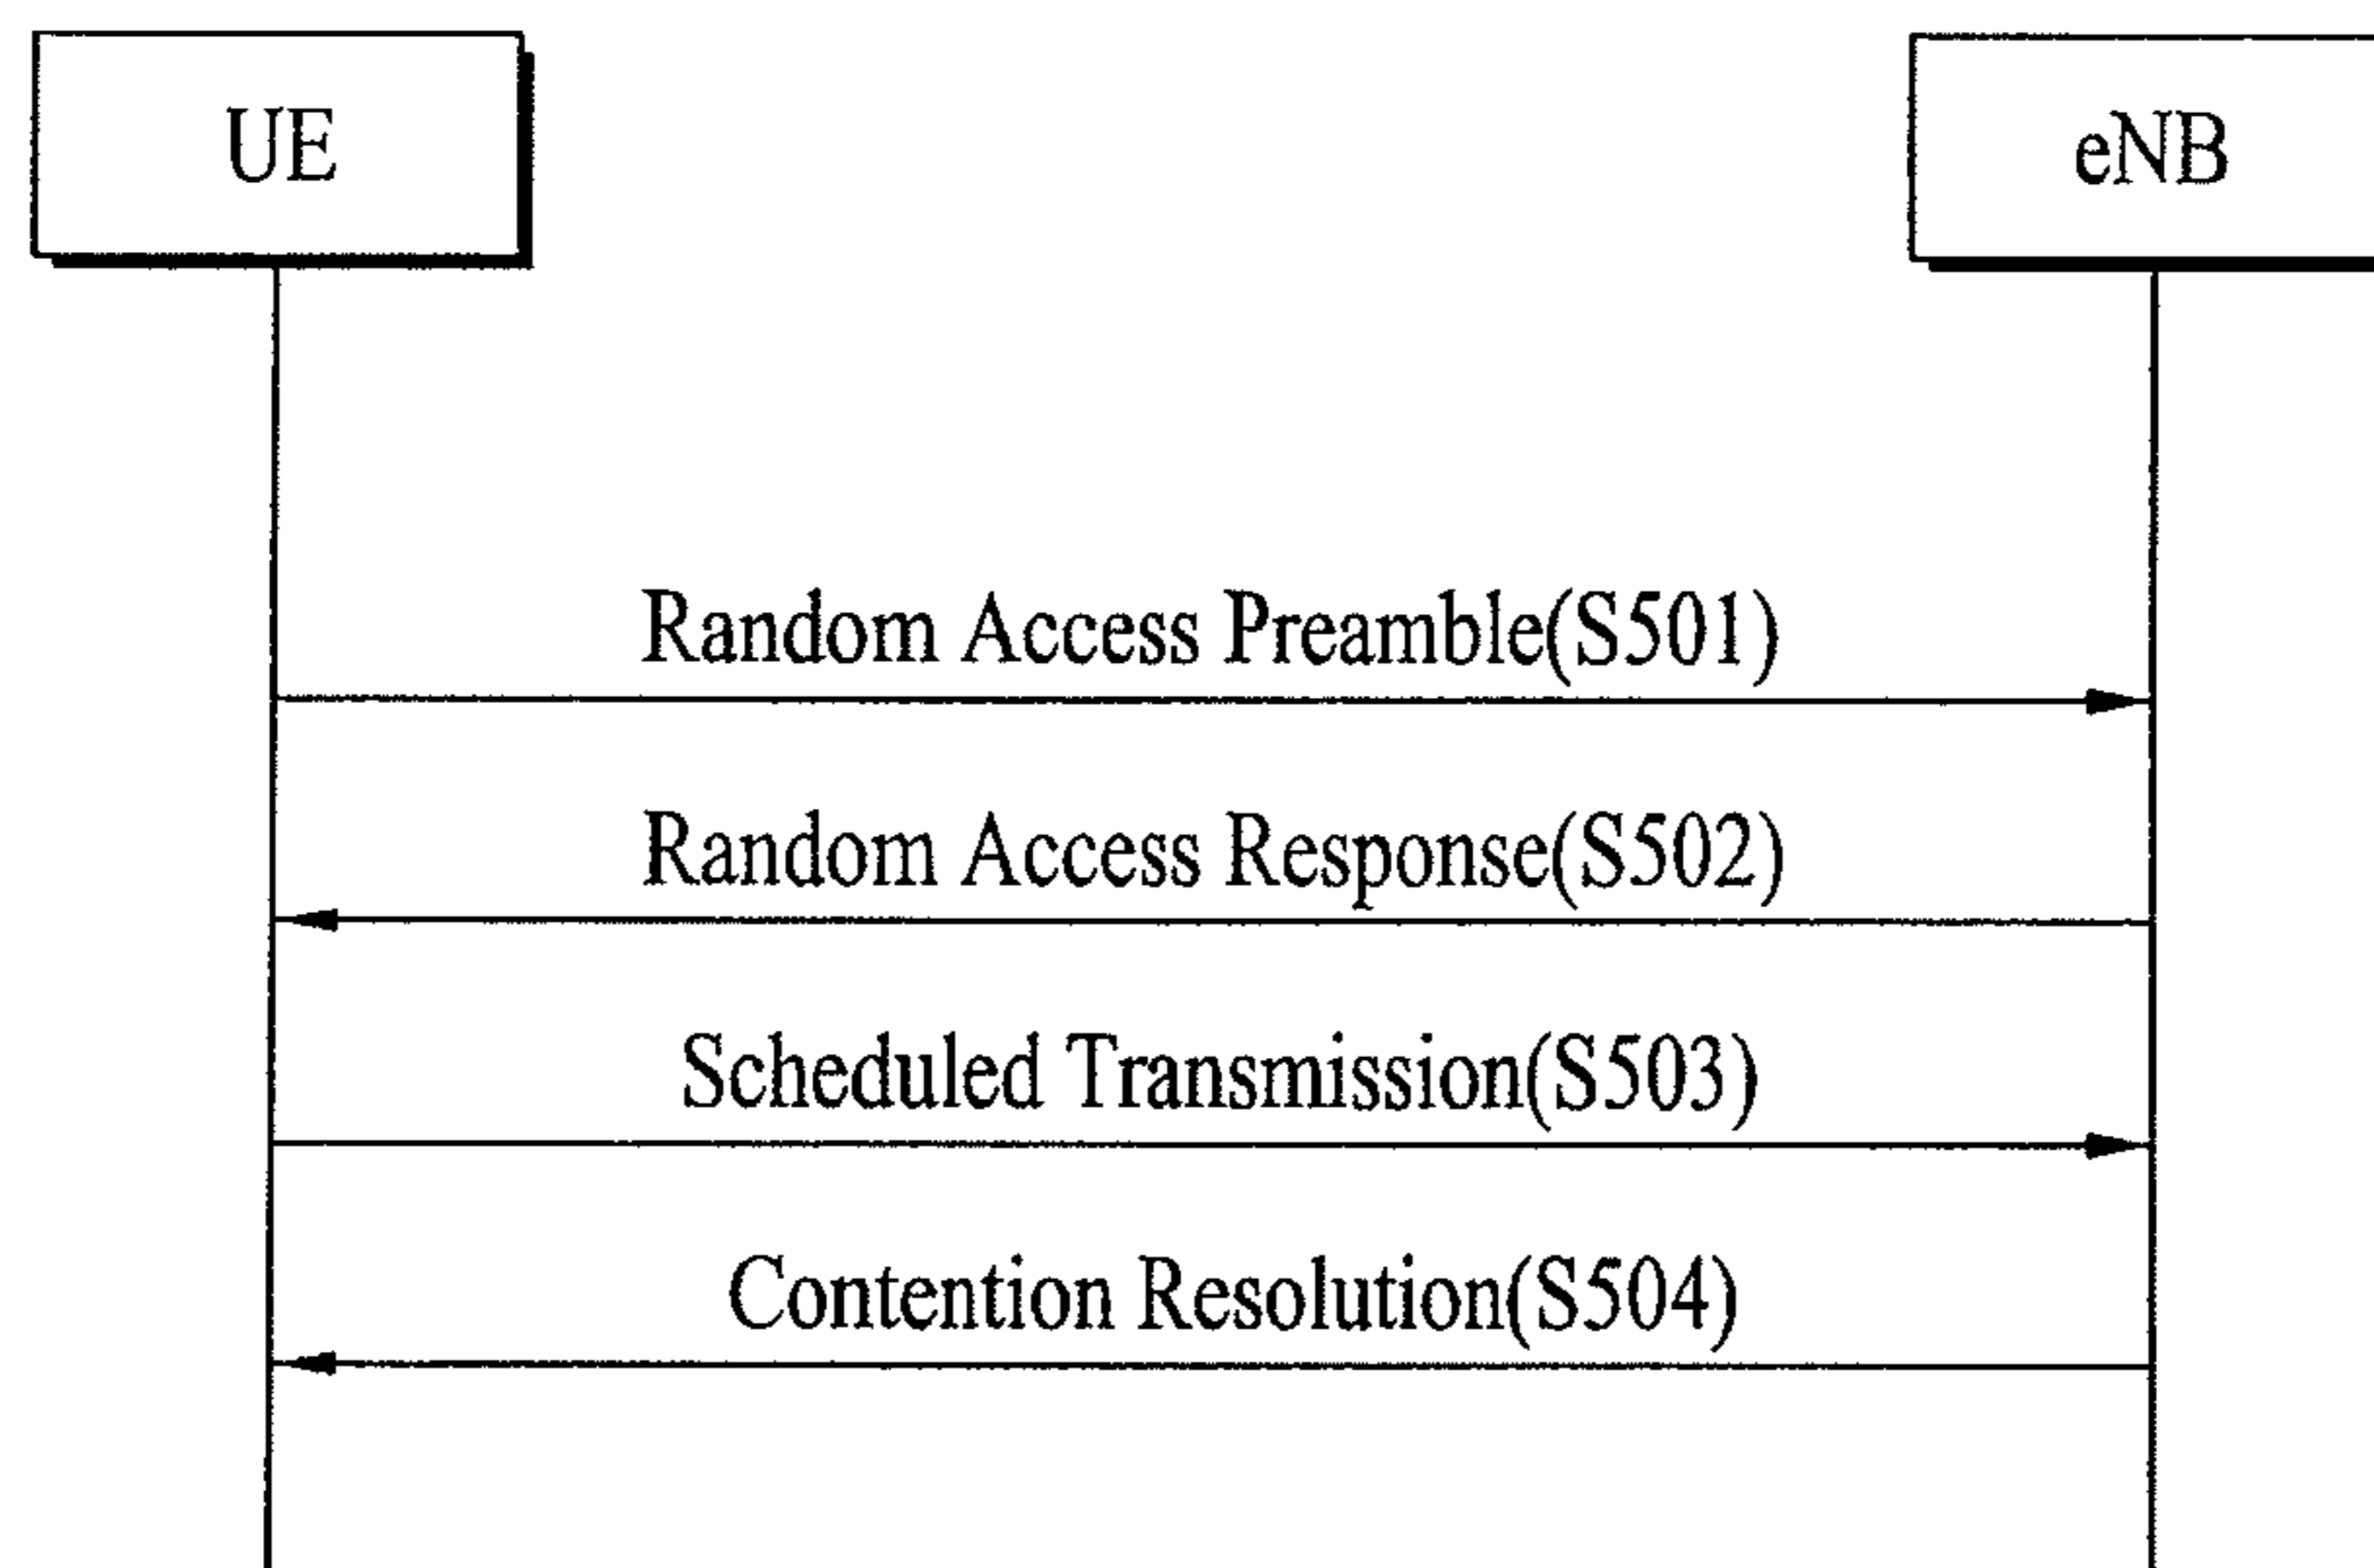 UE
eNB
Random Access Preamble(S501)
Random Access Response(S502)
Scheduled Transmission(S503)
Contention Resolution(S504)